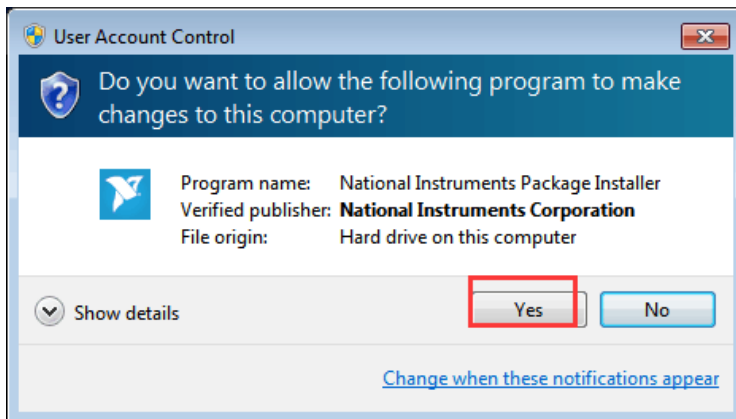 User Account Control
Do you want to allow the following program to make
changes to this computer?
Program name: National Instruments Package Installer
Verified publisher: National Instruments Corporation
File origin: Hard drive on this computer
Show details Yes No
Change when these notifications appear